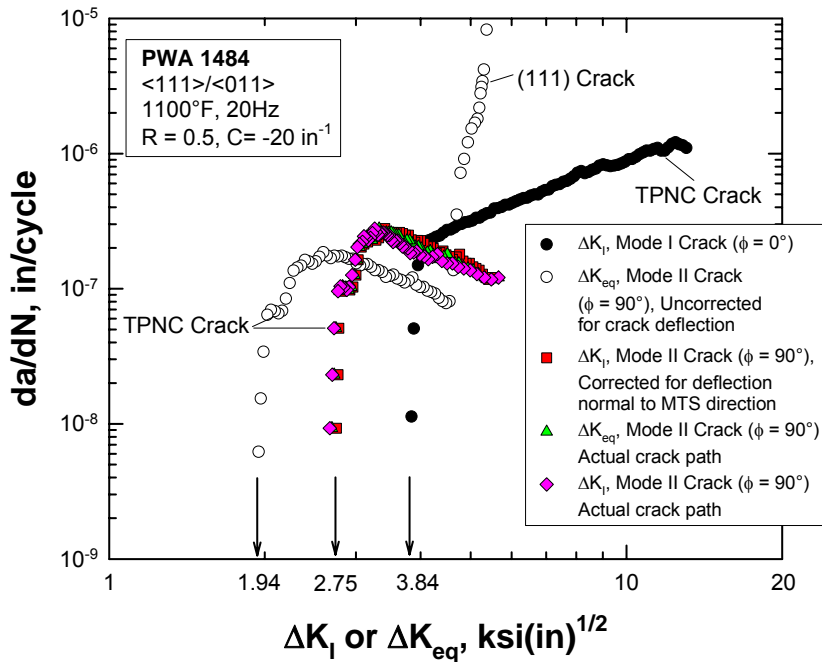 10⁻⁵
PWA 1484
<111>/<011>
1100°F, 20Hz
R = 0.5, C= -20 in⁻¹
(111) Crack
10⁻⁶
TPNC Crack
ΔK_I, Mode I Crack (ϕ = 0°)
ΔK_eq, Mode II Crack
(ϕ = 90°), Uncorrected
for crack deflection
ΔK_I, Mode II Crack (ϕ = 90°),
Corrected for deflection
normal to MTS direction
ΔK_eq, Mode II Crack (ϕ = 90°)
Actual crack path
ΔK_I, Mode II Crack (ϕ = 90°)
Actual crack path
10⁻⁷
TPNC Crack
10⁻⁸
10⁻⁹
da/dN, in/cycle
1 1.94 2.75 3.84 10 20
ΔK_I or ΔK_eq, ksi(in)^1/2